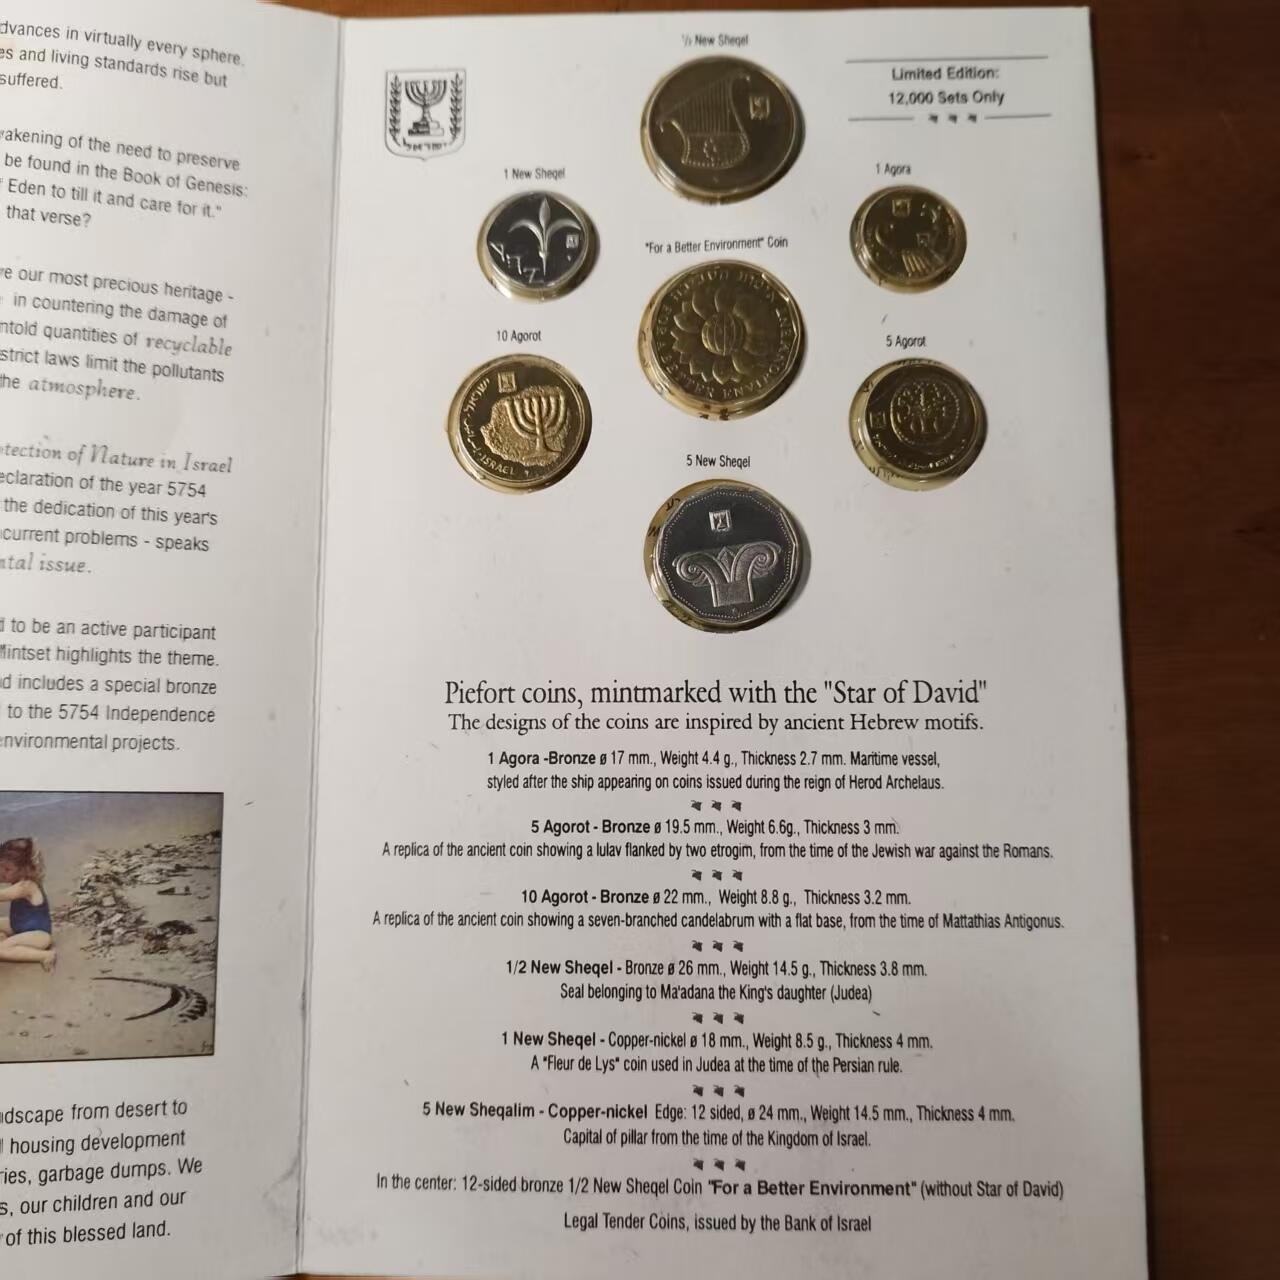 dvances in virtually every sphere.
es and living standards rise but
suffered.
akening of the need to preserve
be found in the Book of Genesis:
Eden to till it and care for it."
that verse?
e our most precious heritage -
in countering the damage of
ntold quantities of recyclable
strict laws limit the pollutants
he atmosphere.
tection of Nature in Israel
eclaration of the year 5754
the dedication of this year's
current problems - speaks
ntal issue.
d to be an active participant
Mintset highlights the theme.
d includes a special bronze
to the 5754 Independence
environmental projects.
dscape from desert to
housing development
ries, garbage dumps. We
s, our children and our
of this blessed land.
ישראל
Limited Edition:
12,000 Sets Only
½ New Sheqel
1 New Sheqel
1 Agora
"For a Better Environment" Coin
FOR A BETTER ENVIRONMENT
10 Agorot
ישראל
ISRAEL
5 Agorot
5 New Sheqel
Piefort coins, mintmarked with the "Star of David"
The designs of the coins are inspired by ancient Hebrew motifs.
1 Agora -Bronze ø 17 mm., Weight 4.4 g., Thickness 2.7 mm. Maritime vessel,
styled after the ship appearing on coins issued during the reign of Herod Archelaus.
5 Agorot - Bronze ø 19.5 mm., Weight 6.6g., Thickness 3 mm.
A replica of the ancient coin showing a lulav flanked by two etrogim, from the time of the Jewish war against the Romans.
10 Agorot - Bronze ø 22 mm., Weight 8.8 g., Thickness 3.2 mm.
A replica of the ancient coin showing a seven-branched candelabrum with a flat base, from the time of Mattathias Antigonus.
1/2 New Sheqel - Bronze ø 26 mm., Weight 14.5 g., Thickness 3.8 mm.
Seal belonging to Ma'adana the King's daughter (Judea)
1 New Sheqel - Copper-nickel ø 18 mm., Weight 8.5 g., Thickness 4 mm.
A "Fleur de Lys" coin used in Judea at the time of the Persian rule.
5 New Sheqalim - Copper-nickel Edge: 12 sided, ø 24 mm., Weight 14.5 mm., Thickness 4 mm.
Capital of pillar from the time of the Kingdom of Israel.
In the center: 12-sided bronze 1/2 New Sheqel Coin "For a Better Environment" (without Star of David)
Legal Tender Coins, issued by the Bank of Israel